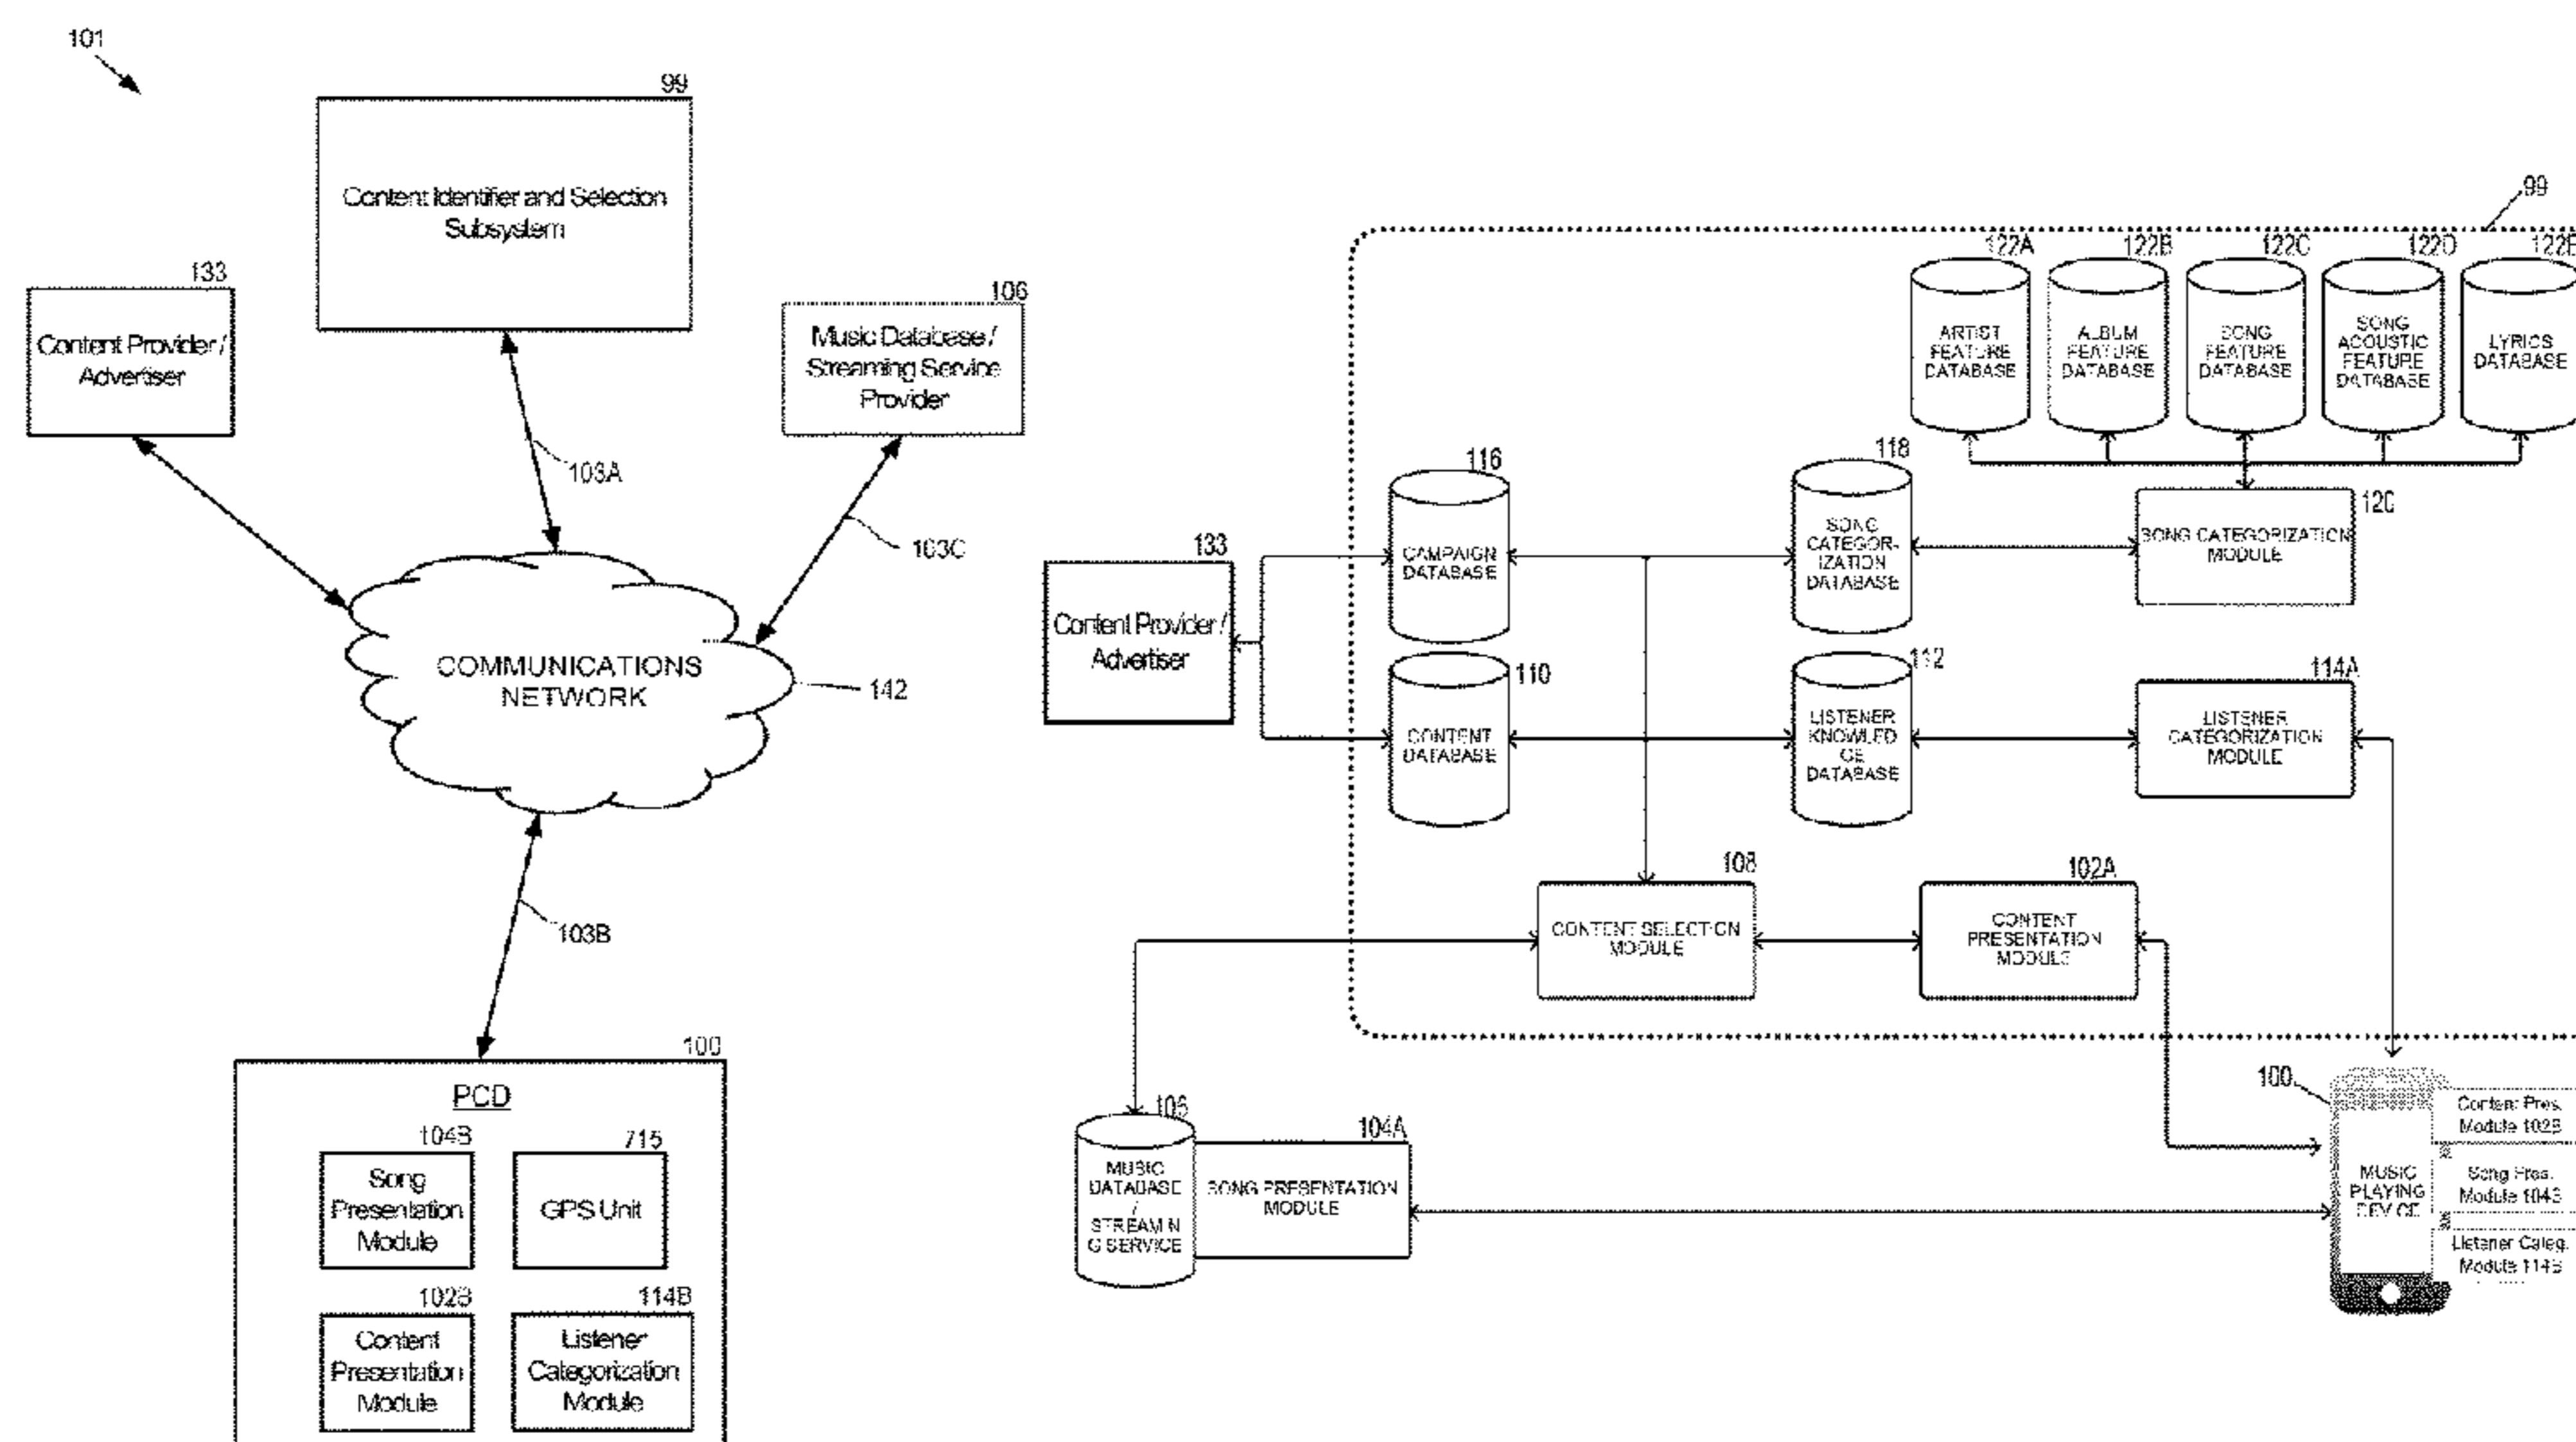 101
99
Content Identifier and Selection
Subsystem
133
Content Provider /
Advertiser
106
Music Database /
Streaming Service
Provider
103A
103C
COMMUNICATIONS
NETWORK
142
103B
100
PCD
104B
Song
Presentation
Module
715
GPS Unit
102B
Content
Presentation
Module
114B
Listener
Categorization
Module
99
122A
122B
122C
122D
122E
ARTIST
FEATURE
DATABASE
ALBUM
FEATURE
DATABASE
SONG
FEATURE
DATABASE
SONG
ACOUSTIC
FEATURE
DATABASE
LYRICS
DATABASE
116
CAMPAIGN
DATABASE
118
SONG
CATEGOR-
IZATION
DATABASE
120
SONG CATEGORIZATION
MODULE
133
Content Provider /
Advertiser
110
CONTENT
DATABASE
112
LISTENER
KNOWLED
GE
DATABASE
114A
LISTENER
CATEGORIZATION
MODULE
108
CONTENT SELECTION
MODULE
102A
CONTENT
PRESENTATION
MODULE
106
MUSIC
DATABASE
/
STREAMIN
G SERVICE
104A
SONG PRESENTATION
MODULE
100
MUSIC
PLAYING
DEVICE
Content Pres.
Module 102B
Song Pres.
Module 104B
Listener Categ.
Module 114B